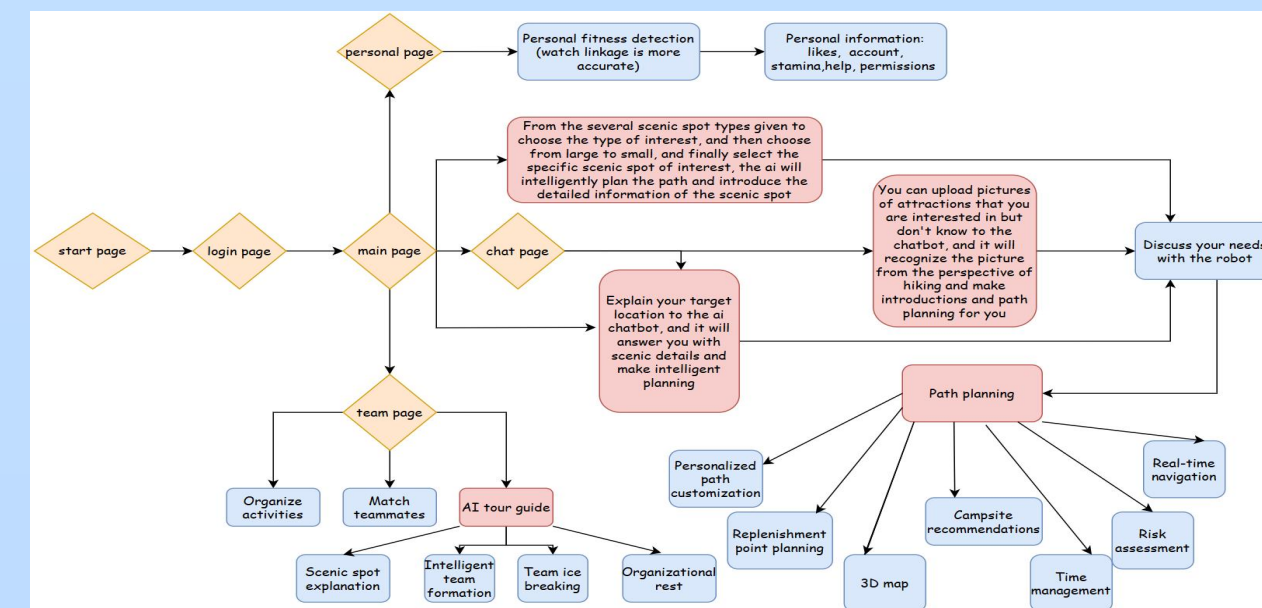 personal page
Personal fitness detection
(watch linkage is more
accurate)
Personal information:
likes, account,
stamina,help, permissions
From the several scenic spot types given to
choose the type of interest, and then choose
from large to small, and finally select the
specific scenic spot of interest, the ai will
intelligently plan the path and introduce the
detailed information of the scenic spot
start page
login page
main page
chat page
You can upload pictures
of attractions that you
are interested in but
don't know to the
chatbot, and it will
recognize the picture
from the perspective of
hiking and make
introductions and path
planning for you
Discuss your needs
with the robot
Explain your target
location to the ai
chatbot, and it will
answer you with
scenic details and
make intelligent
planning
team page
Organize
activities
Match
teammates
AI tour guide
Scenic spot
explanation
Intelligent
team
formation
Team ice
breaking
Organizational
rest
Path planning
Personalized
path
customization
Replenishment
point planning
3D map
Campsite
recommendations
Time
management
Risk
assessment
Real-time
navigation